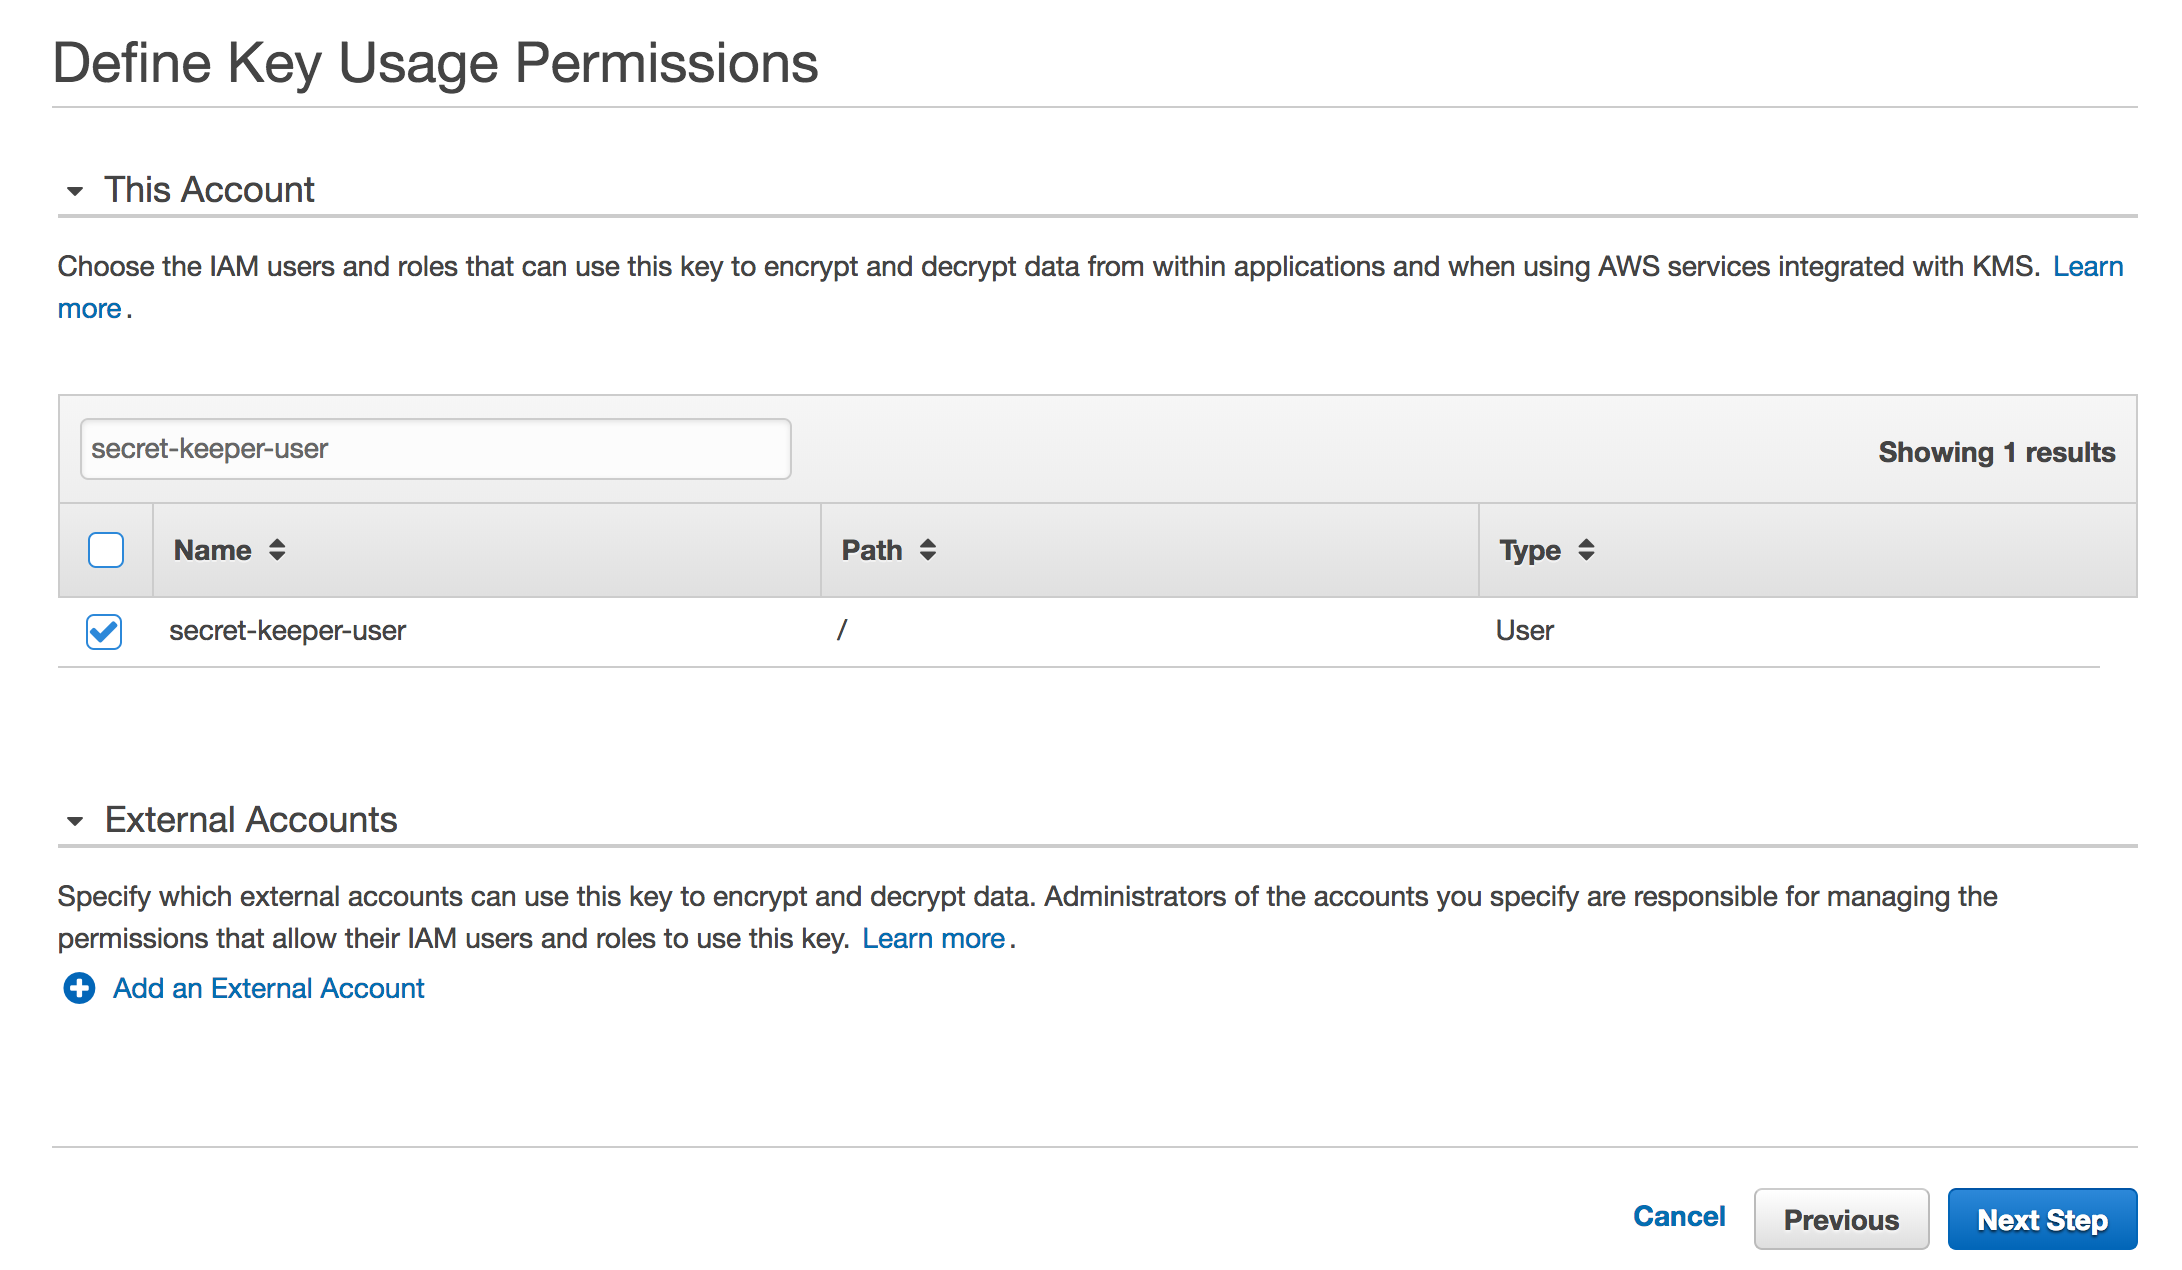 Define Key Usage Permissions
This Account
Choose the IAM users and roles that can use this key to encrypt and decrypt data from within applications and when using AWS services integrated with KMS. Learn
more.
secret-keeper-user
Showing 1 results
Name Path Type
secret-keeper-user / User
External Accounts
Specify which external accounts can use this key to encrypt and decrypt data. Administrators of the accounts you specify are responsible for managing the
permissions that allow their IAM users and roles to use this key. Learn more.
Add an External Account
Cancel Previous Next Step